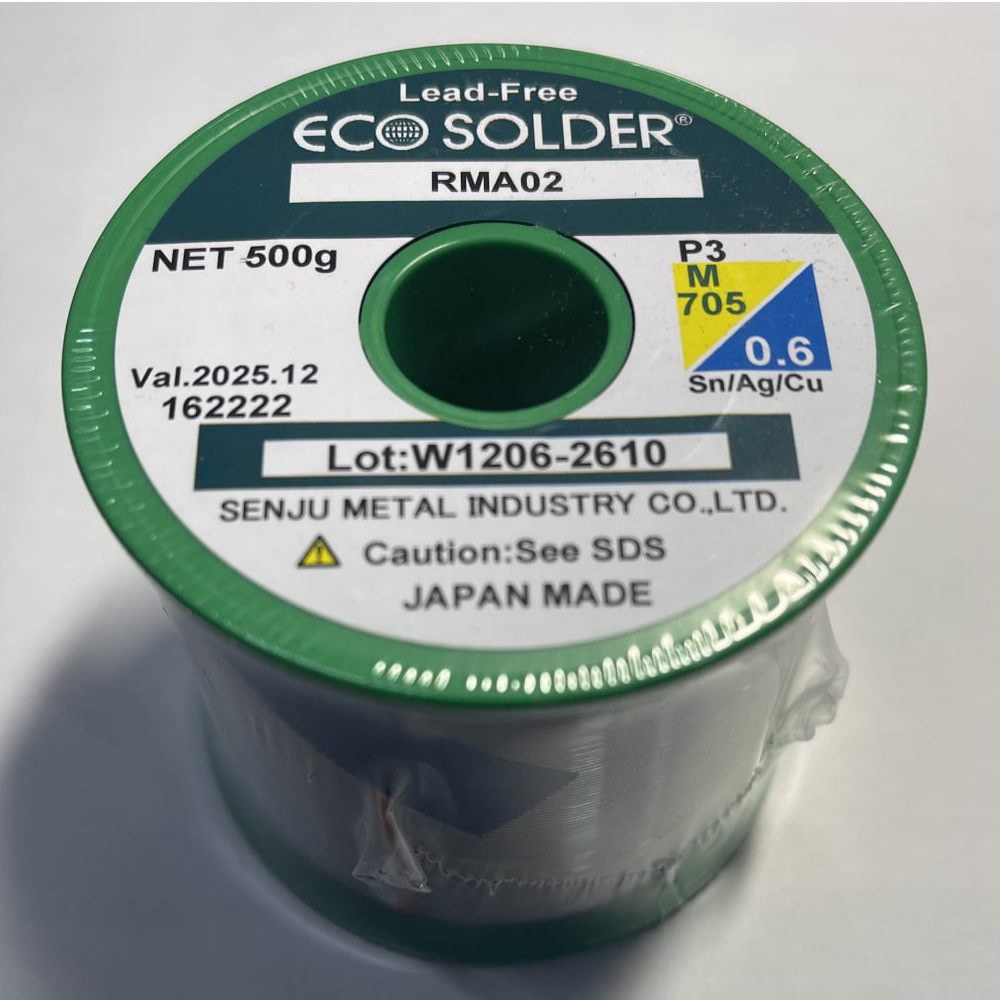 Lead-Free
ECO SOLDER®
RMA02
NET 500g
P3
M
705
0.6
Sn/Ag/Cu
Val.2025.12
162222
Lot:W1206-2610
SENJU METAL INDUSTRY CO.,LTD.
Caution:See SDS
JAPAN MADE